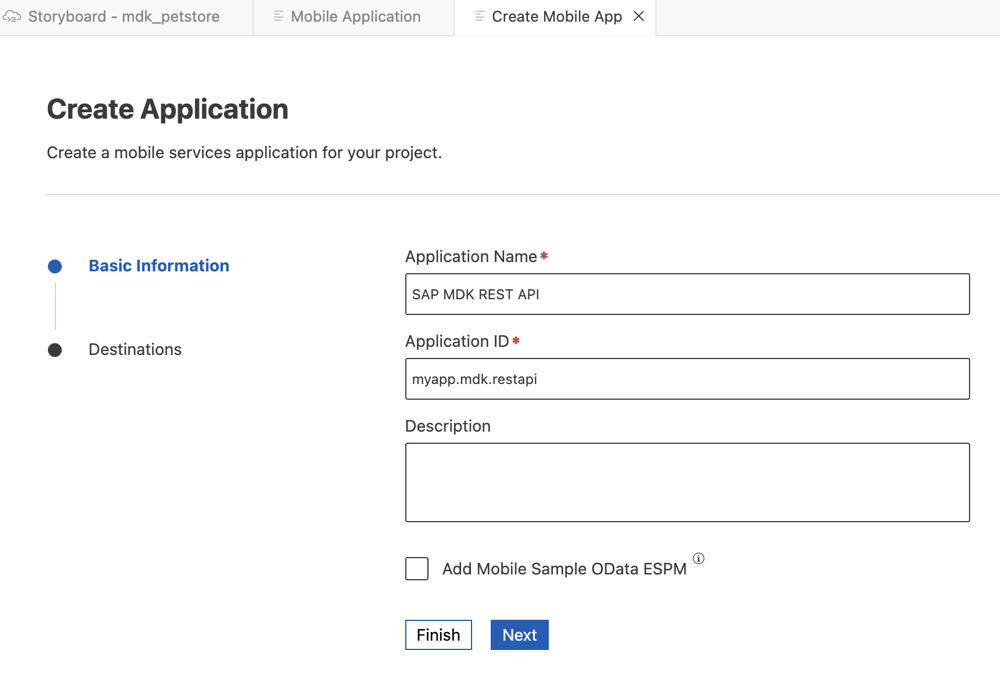 Storyboard - mdk_petstore
Mobile Application
Create Mobile App
Create Application
Create a mobile services application for your project.
Basic Information
Destinations
Application Name*
SAP MDK REST API
Application ID*
myapp.mdk.restapi
Description
Add Mobile Sample OData ESPM
Finish
Next